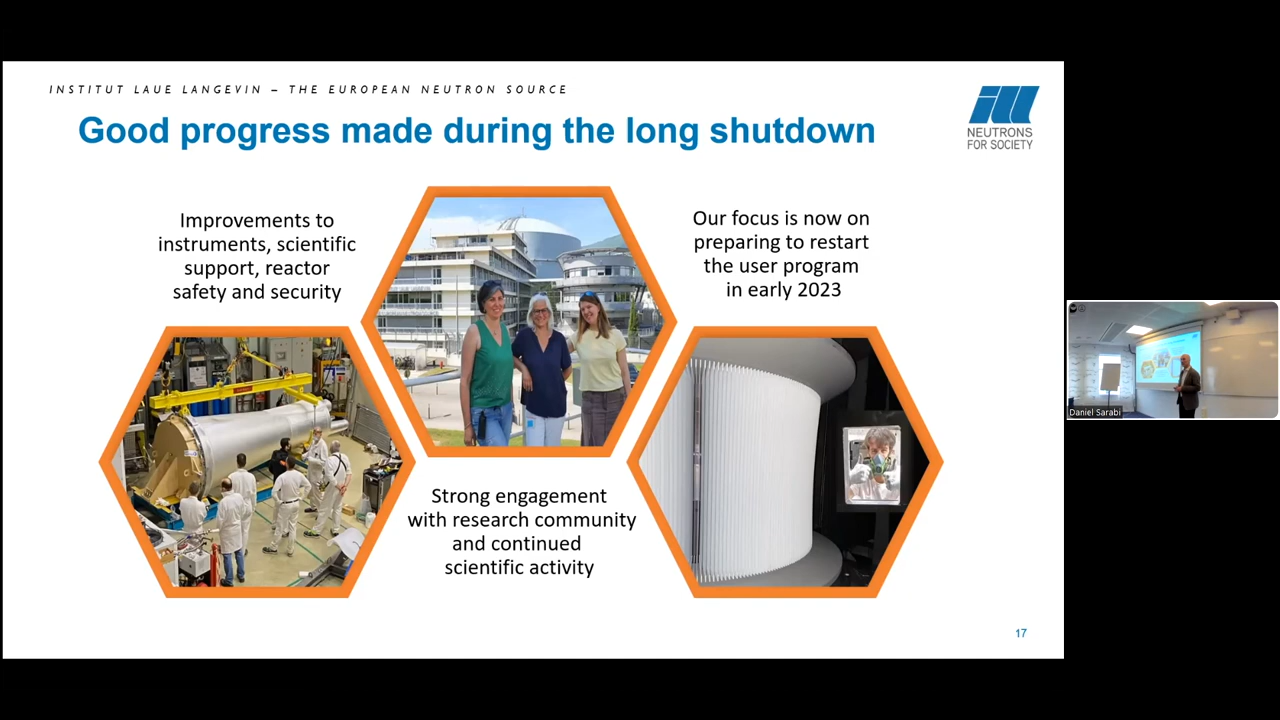 INSTITUT LAUE LANGEVIN – THE EUROPEAN NEUTRON SOURCE
Good progress made during the long shutdown
ill
NEUTRONS
FOR SOCIETY
Improvements to
instruments, scientific
support, reactor
safety and security
Our focus is now on
preparing to restart
the user program
in early 2023
Strong engagement
with research community
and continued
scientific activity
17
Daniel Sarabi